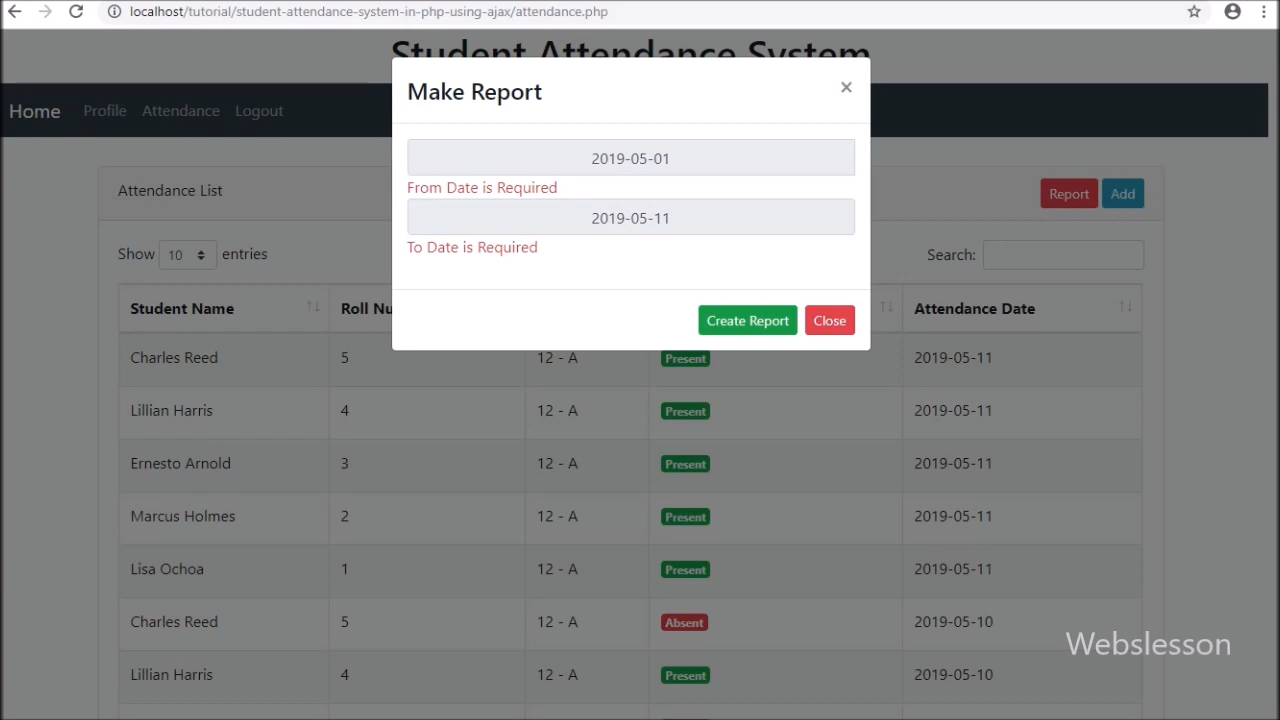 localhost/tutorial/student-attendance-system-in-php-using-ajax/attendance.php
Student Attendance System
Make Report
×
Home Profile Attendance Logout
2019-05-01
From Date is Required
2019-05-11
To Date is Required
Create Report Close
Attendance List Report Add
Show 10 entries Search:
Student Name Roll Nu Attendance Date
Charles Reed 5 12 - A Present 2019-05-11
Lillian Harris 4 12 - A Present 2019-05-11
Ernesto Arnold 3 12 - A Present 2019-05-11
Marcus Holmes 2 12 - A Present 2019-05-11
Lisa Ochoa 1 12 - A Present 2019-05-11
Charles Reed 5 12 - A Absent 2019-05-10
Webslesson
Lillian Harris 4 12 - A Present 2019-05-10